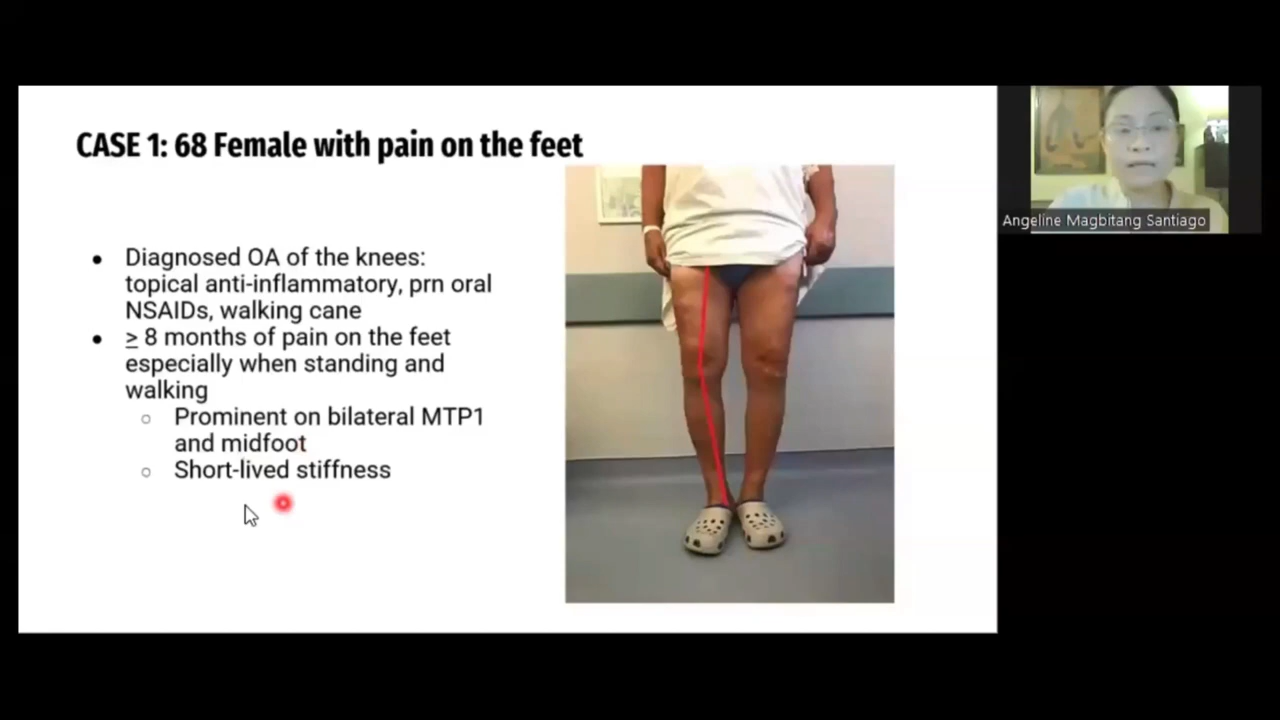 CASE 1: 68 Female with pain on the feet
Angeline Magbitang Santiago
● Diagnosed OA of the knees:
topical anti-inflammatory, prn oral
NSAIDs, walking cane
● ≥ 8 months of pain on the feet
especially when standing and
walking
○ Prominent on bilateral MTP1
and midfoot
○ Short-lived stiffness